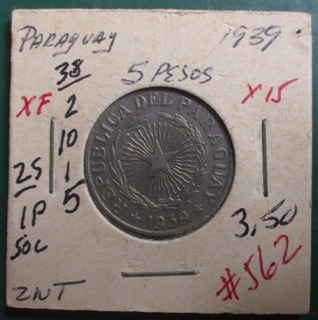 PARAGUAY 1939
38
5 PESOS
XF 2 X15
10
25 1
1P 5
50C 3,50
ZNT #562
REPUBLICA DEL PARAGUAY
1939